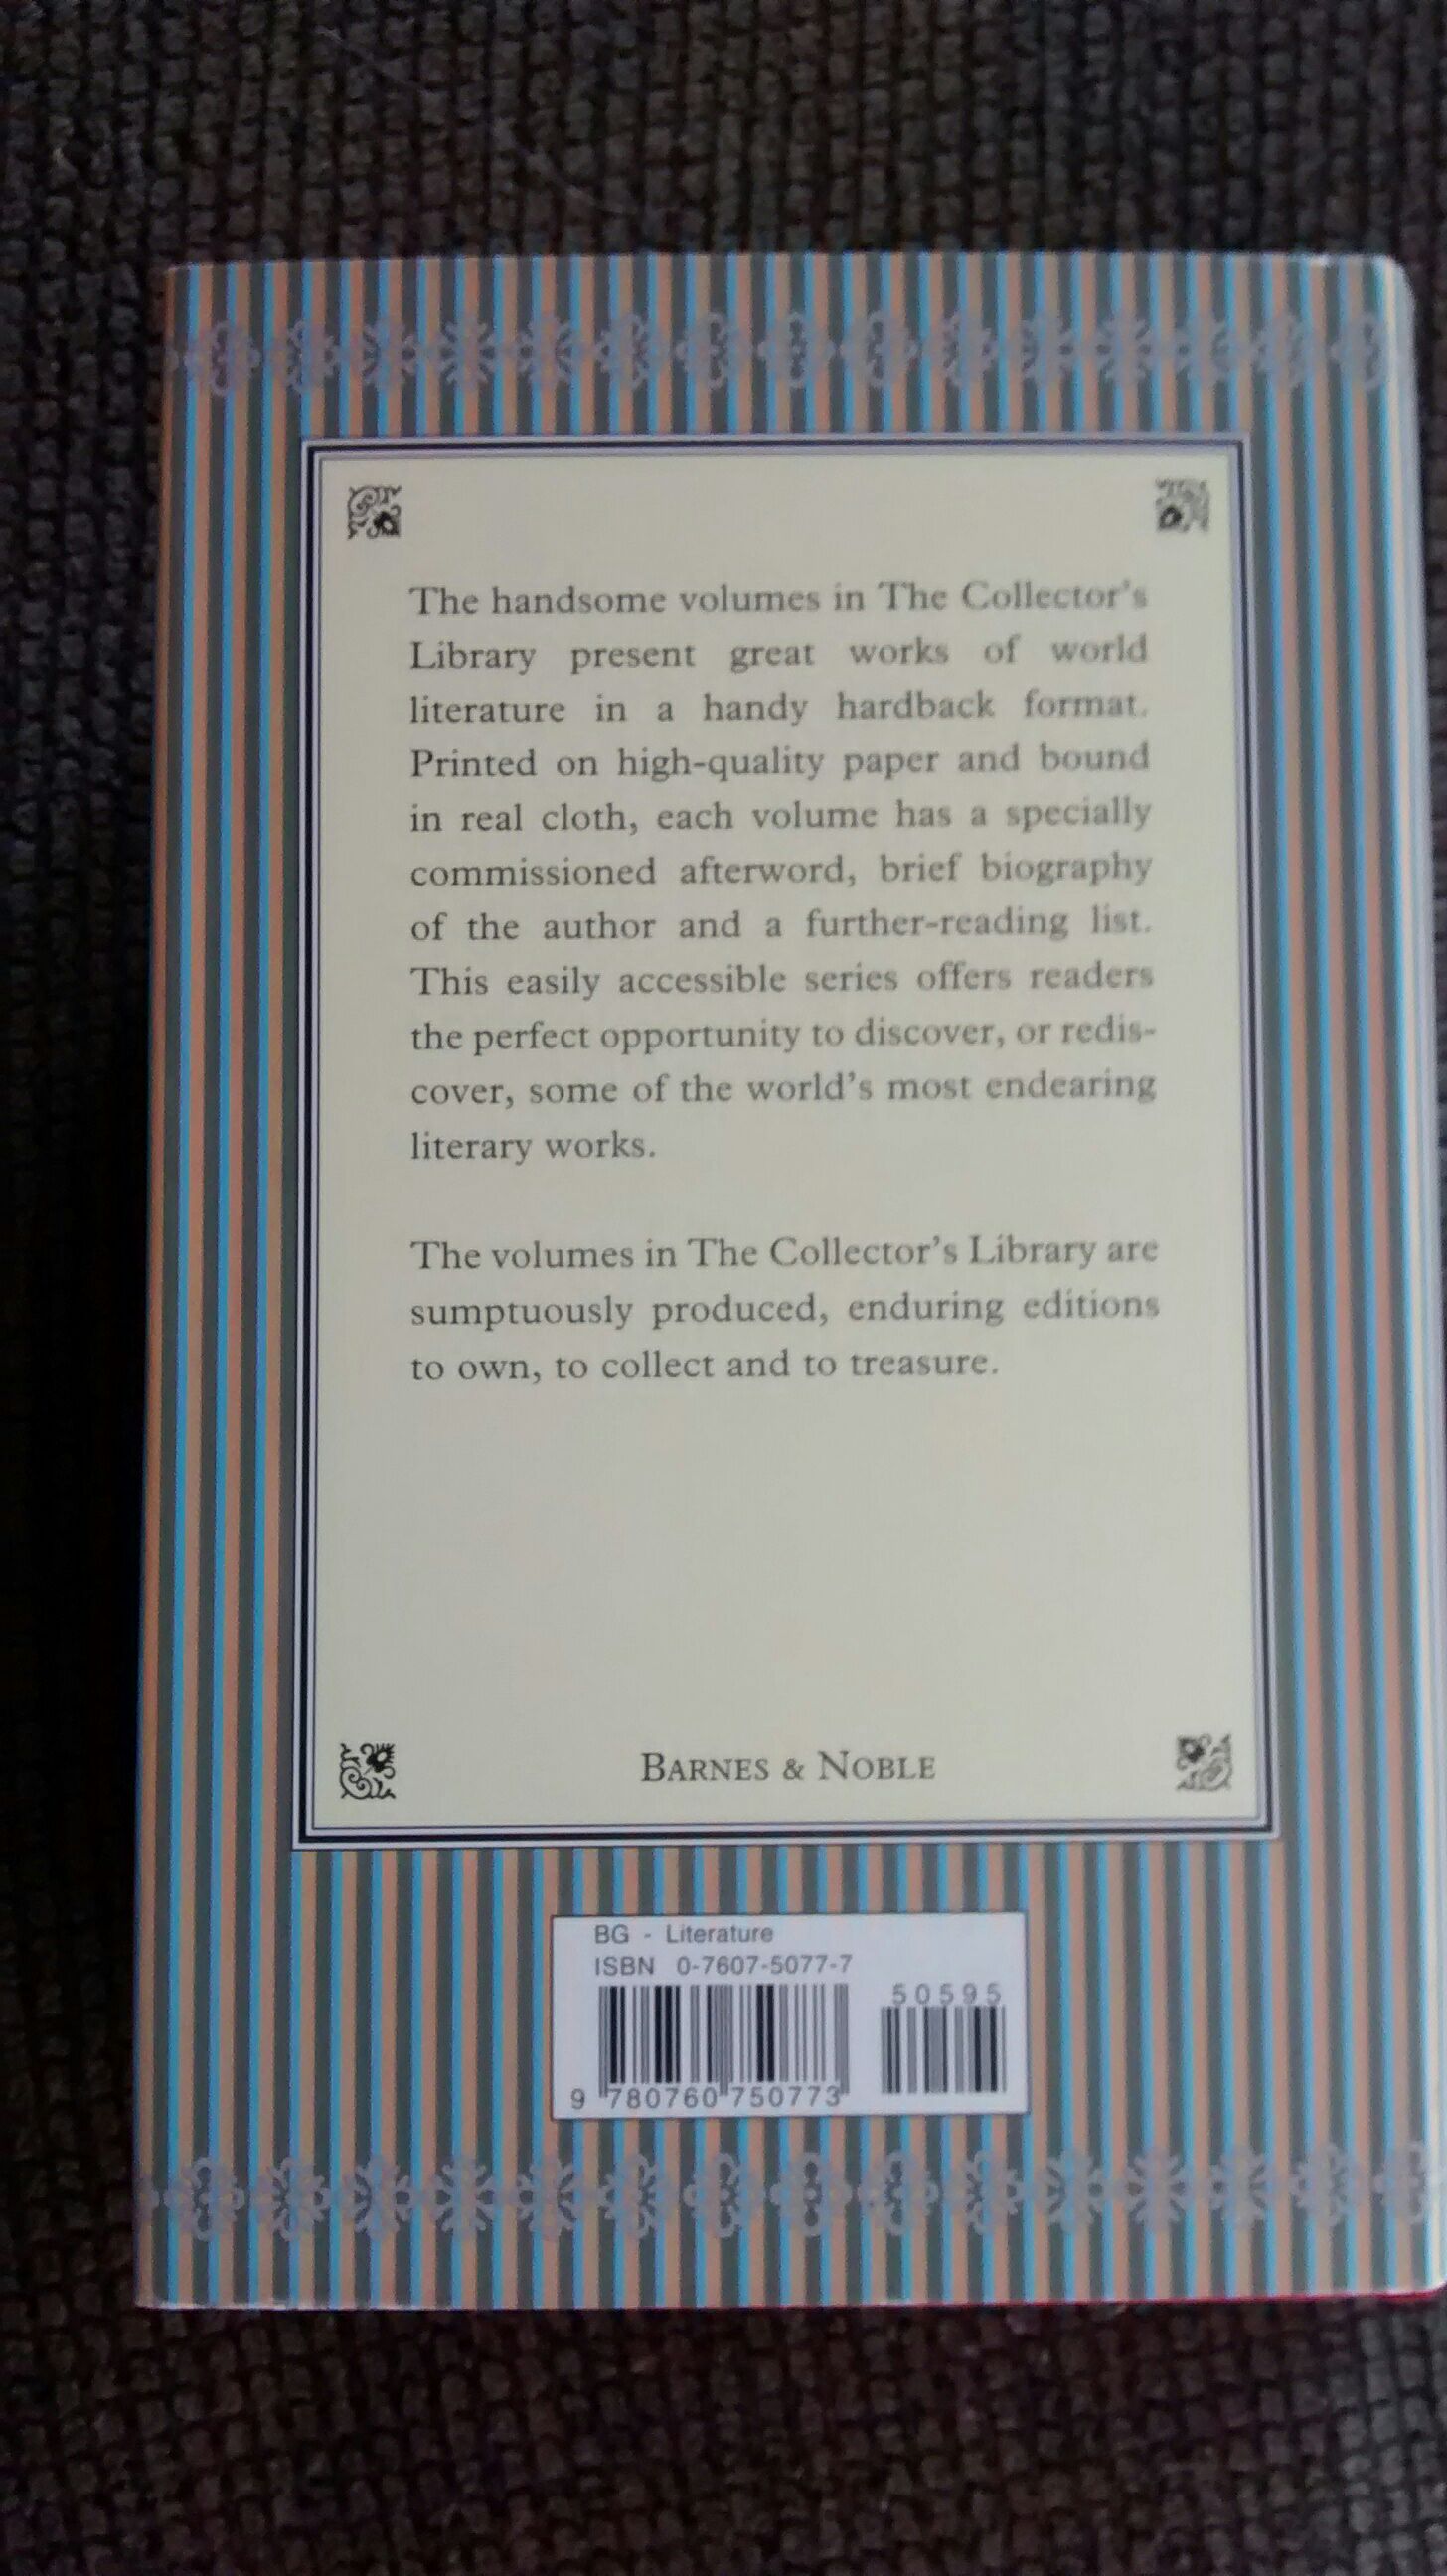 The handsome volumes in The Collector's
Library present great works of world
literature in a handy hardback format.
Printed on high-quality paper and bound
in real cloth, each volume has a specially
commissioned afterword, brief biography
of the author and a further-reading list.
This easily accessible series offers readers
the perfect opportunity to discover, or redis-
cover, some of the world's most endearing
literary works.
The volumes in The Collector's Library are
sumptuously produced, enduring editions
to own, to collect and to treasure.
BARNES & NOBLE
BG - Literature
ISBN 0-7607-5077-7
50595
9 780760 750773